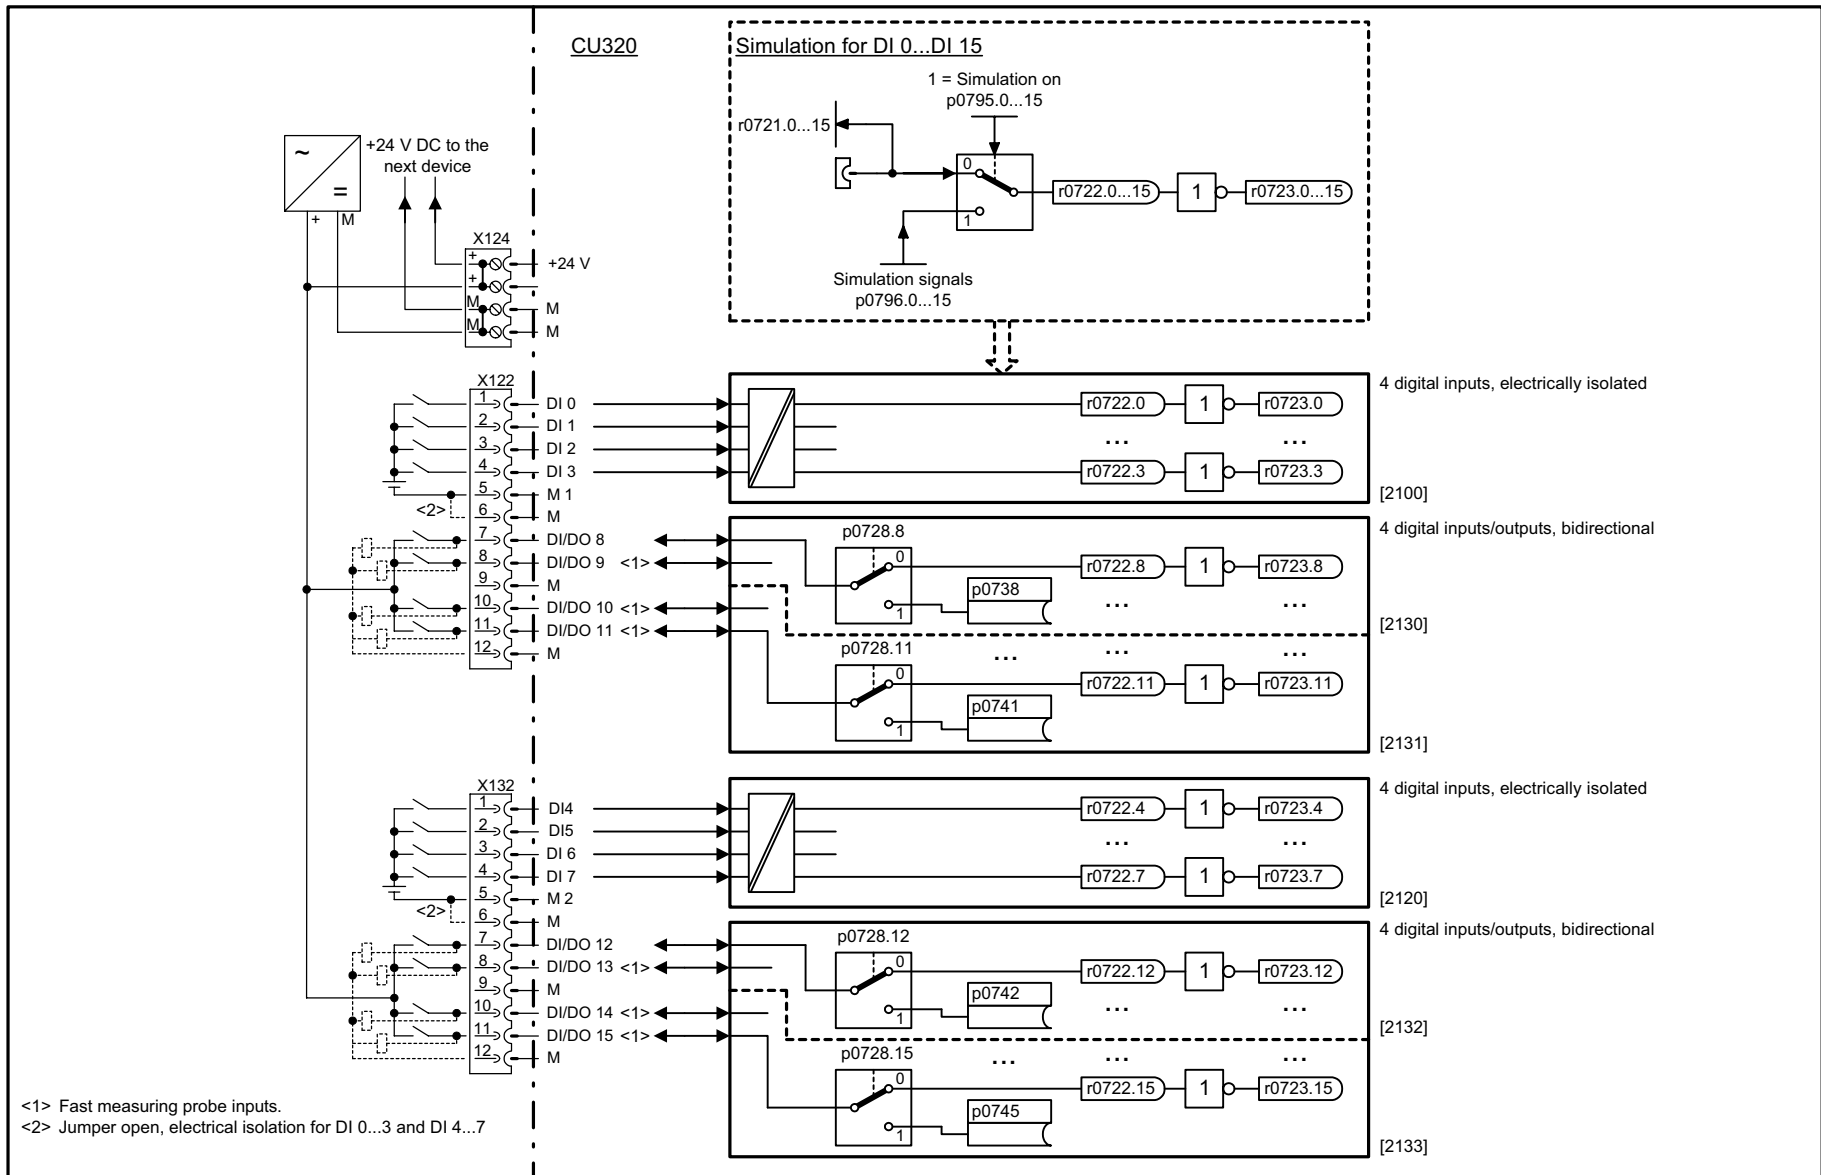 CU320
Simulation for DI 0...DI 15
1 = Simulation on
p0795.0...15
r0721.0...15
0
1
r0722.0...15
1
r0723.0...15
Simulation signals
p0796.0...15
~
=
+
M
+24 V DC to the
next device
X124
+
+24 V
+
M
M
M
M
X122
1
DI 0
2
DI 1
3
DI 2
4
DI 3
5
M 1
<2>
6
M
7
DI/DO 8
8
DI/DO 9 <1>
9
M
10
DI/DO 10 <1>
11
DI/DO 11 <1>
12
M
r0722.0
1
r0723.0
...
...
r0722.3
1
r0723.3
4 digital inputs, electrically isolated
[2100]
p0728.8
0
1
p0738
r0722.8
1
r0723.8
...
...
4 digital inputs/outputs, bidirectional
[2130]
p0728.11
...
...
...
0
1
p0741
r0722.11
1
r0723.11
[2131]
X132
1
DI4
2
DI5
3
DI 6
4
DI 7
5
M 2
<2>
6
M
7
DI/DO 12
8
DI/DO 13 <1>
9
M
10
DI/DO 14 <1>
11
DI/DO 15 <1>
12
M
r0722.4
1
r0723.4
...
...
r0722.7
1
r0723.7
4 digital inputs, electrically isolated
[2120]
p0728.12
0
1
p0742
r0722.12
1
r0723.12
...
...
4 digital inputs/outputs, bidirectional
[2132]
p0728.15
...
...
...
0
1
p0745
r0722.15
1
r0723.15
[2133]
<1> Fast measuring probe inputs.
<2> Jumper open, electrical isolation for DI 0...3 and DI 4...7